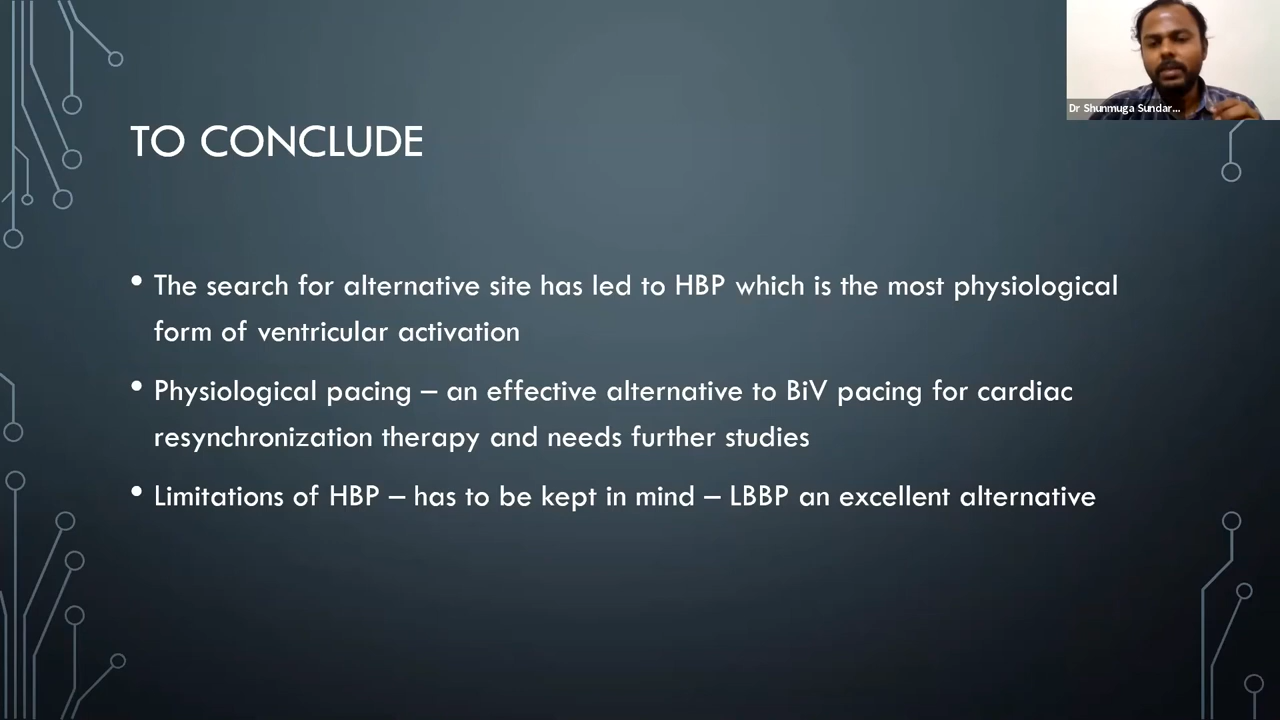 Dr Shunmuga Sundar...
TO CONCLUDE
• The search for alternative site has led to HBP which is the most physiological
form of ventricular activation
• Physiological pacing – an effective alternative to BiV pacing for cardiac
resynchronization therapy and needs further studies
• Limitations of HBP – has to be kept in mind – LBBP an excellent alternative